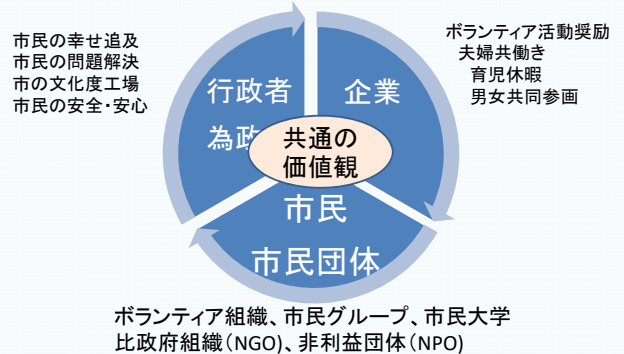 市民の幸せ追及
市民の問題解決
市の文化度工場
市民の安全・安心
ボランティア活動奨励
夫婦共働き
育児休暇
男女共同参画
行政者
為政
企業
共通の
価値観
市民
市民団体
ボランティア組織、市民グループ、市民大学
比政府組織(NGO)、非利益団体(NPO)